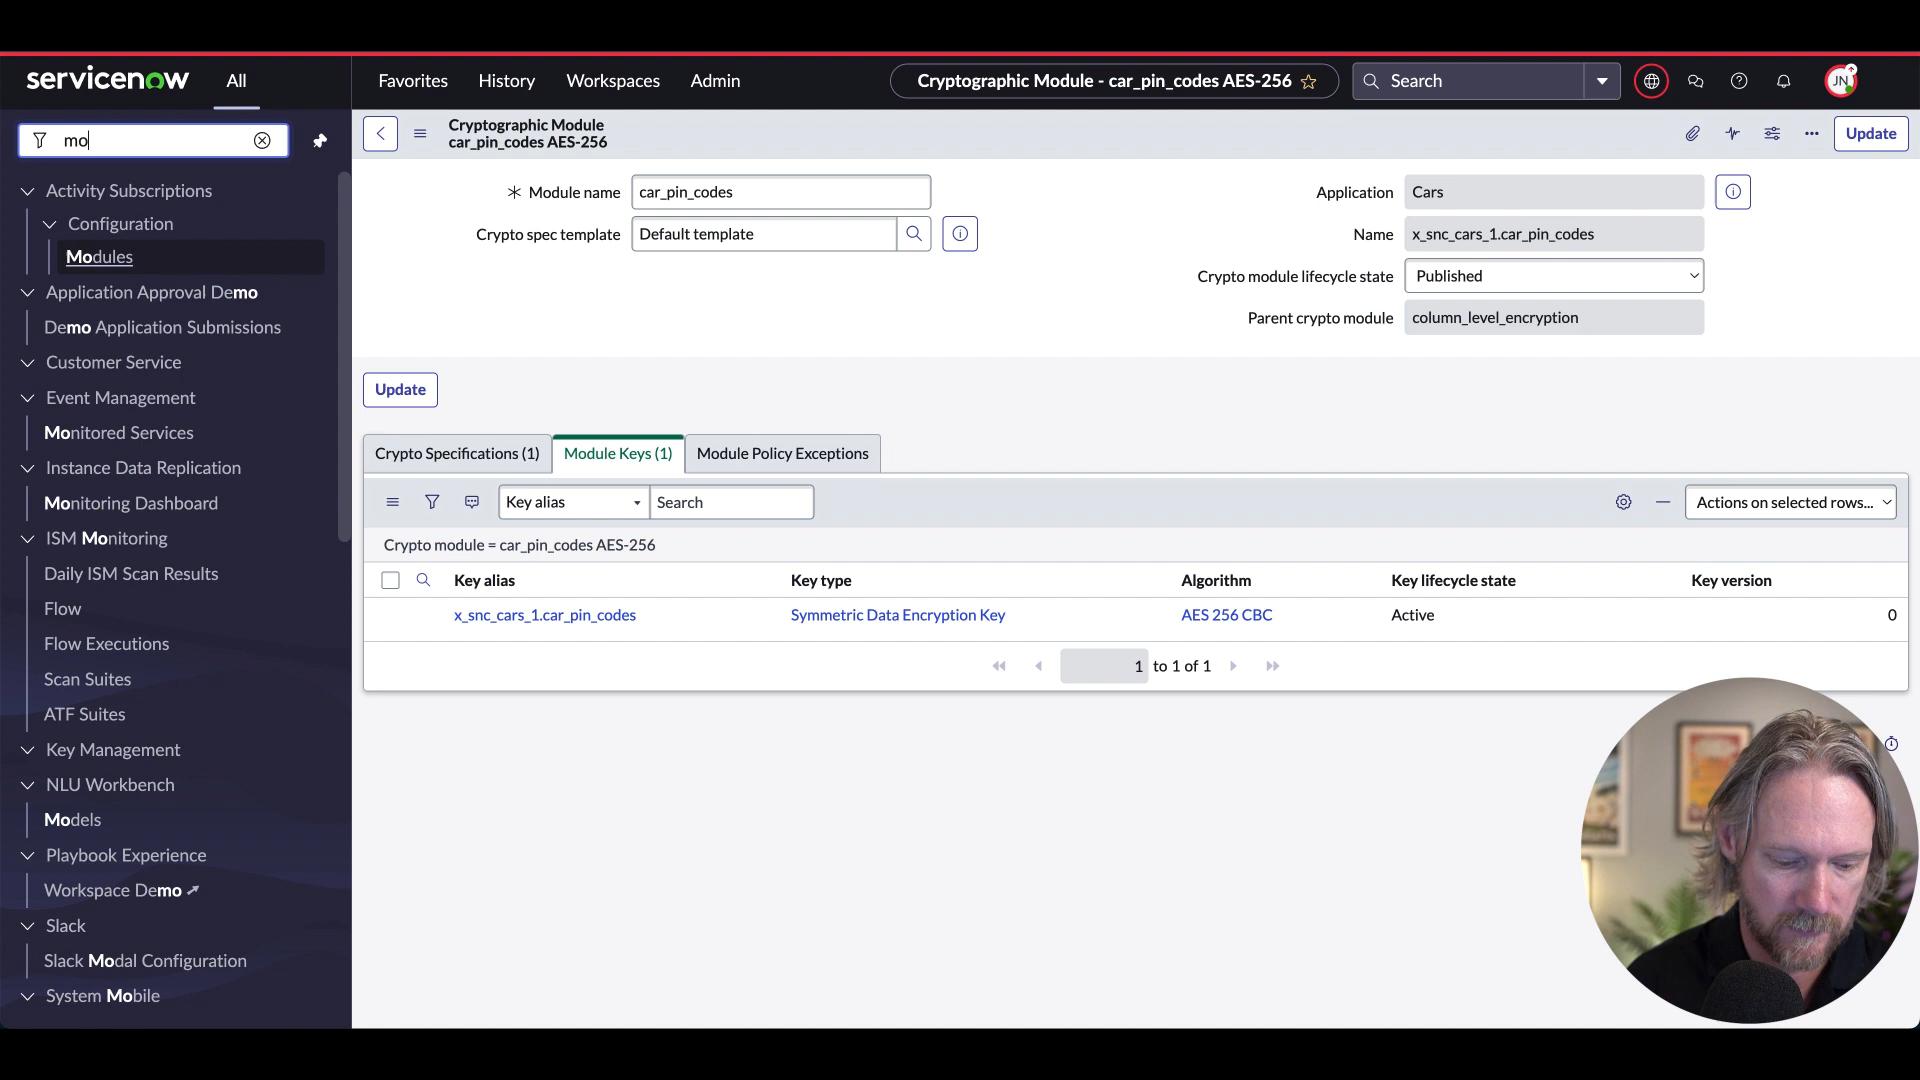 servicenow
All
Favorites
History
Workspaces
Admin
Cryptographic Module - car_pin_codes AES-256
Search
JN
mo
Activity Subscriptions
Configuration
Modules
Application Approval Demo
Demo Application Submissions
Customer Service
Event Management
Monitored Services
Instance Data Replication
Monitoring Dashboard
ISM Monitoring
Daily ISM Scan Results
Flow
Flow Executions
Scan Suites
ATF Suites
Key Management
NLU Workbench
Models
Playbook Experience
Workspace Demo
Slack
Slack Modal Configuration
System Mobile
Cryptographic Module
car_pin_codes AES-256
Update
Module name car_pin_codes
Crypto spec template Default template
Application Cars
Name x_snc_cars_1.car_pin_codes
Crypto module lifecycle state Published
Parent crypto module column_level_encryption
Update
Crypto Specifications (1)
Module Keys (1)
Module Policy Exceptions
Key alias Search
Actions on selected rows...
Crypto module = car_pin_codes AES-256
Key alias Key type Algorithm Key lifecycle state Key version
x_snc_cars_1.car_pin_codes Symmetric Data Encryption Key AES 256 CBC Active 0
1 to 1 of 1